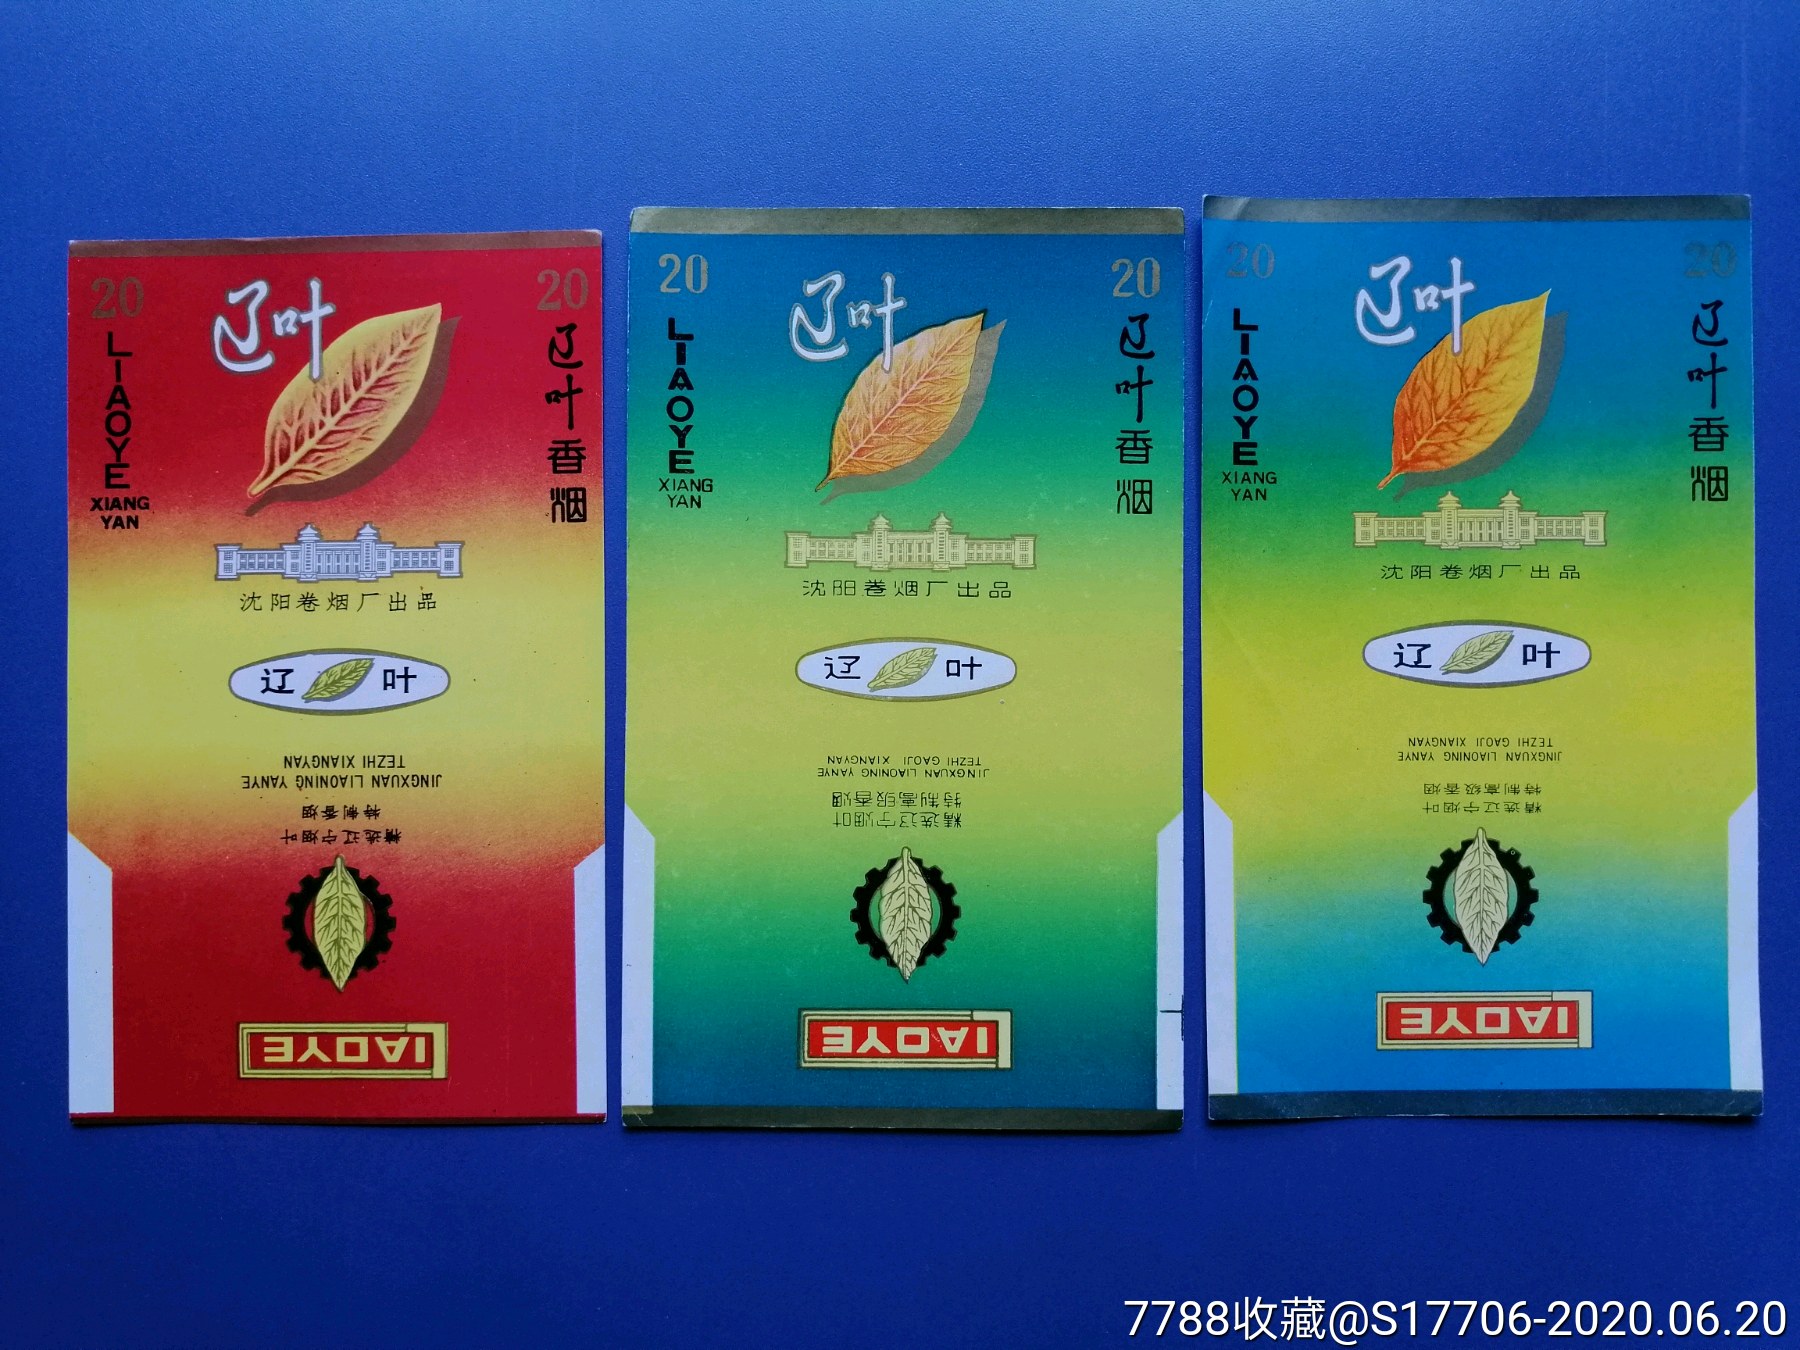 20
20
辽叶
LIAOYE
XIANG
YAN
辽叶香烟
沈阳卷烟厂出品
辽 叶
TEZHI XIANGYAN
JINGXUAN LIAONING YANYE
特制香烟
精选辽宁烟叶
LIAOYE
20
20
辽叶
LIAOYE
XIANG
YAN
辽叶香烟
沈阳卷烟厂出品
辽 叶
TEZHI GAOJI XIANGYAN
JINGXUAN LIAONING YANYE
特制高级香烟
精选辽宁烟叶
LIAOYE
20
20
辽叶
LIAOYE
XIANG
YAN
辽叶香烟
沈阳卷烟厂出品
辽 叶
TEZHI GAOJI XIANGYAN
JINGXUAN LIAONING YANYE
特制高级香烟
精选辽宁烟叶
LIAOYE
7788收藏@S17706-2020.06.20